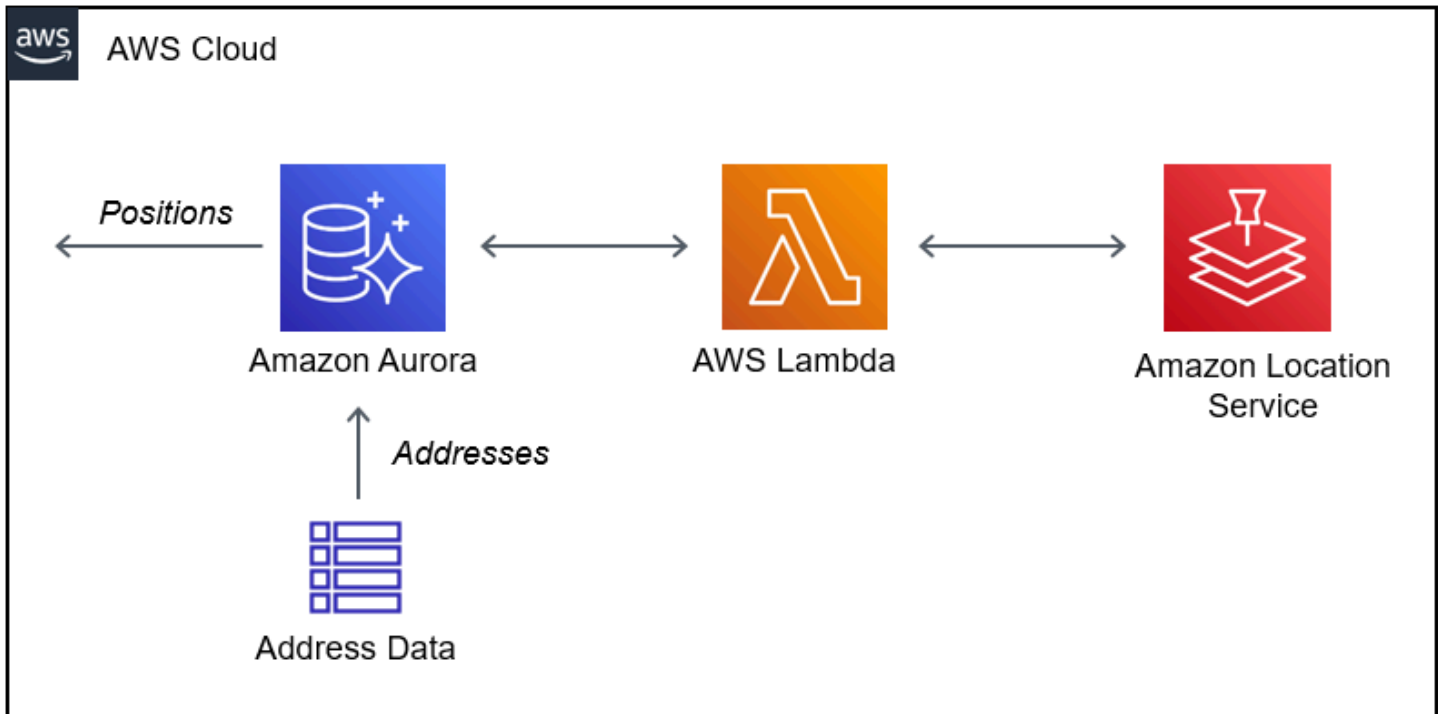 aws
AWS Cloud
Positions
Amazon Aurora
AWS Lambda
Amazon Location
Service
Addresses
Address Data